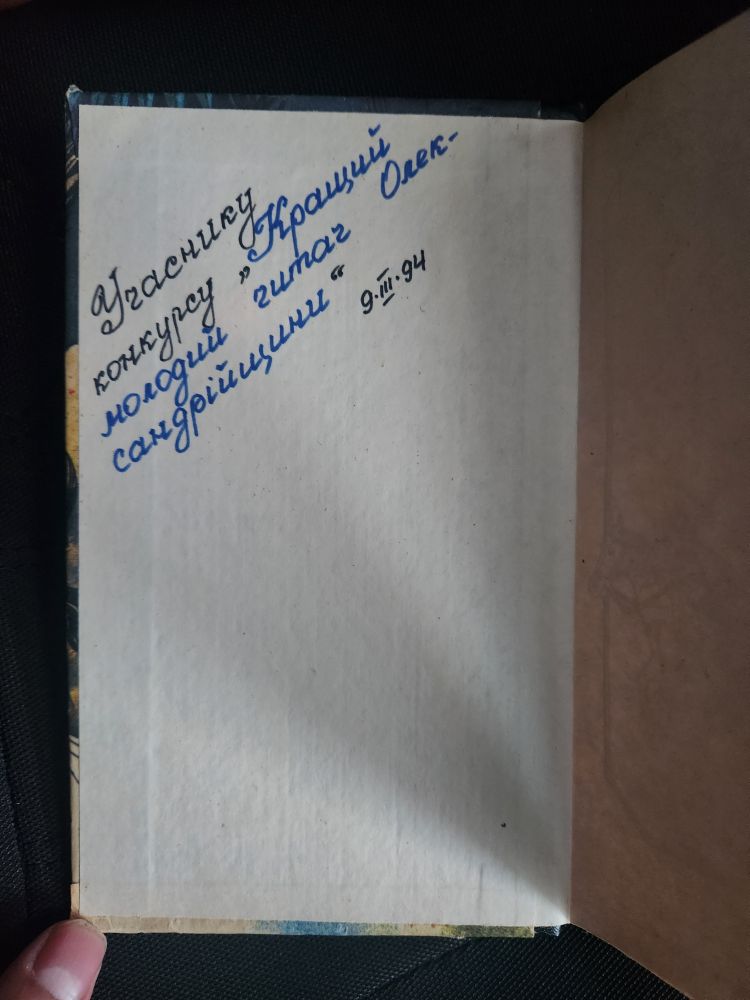 Учаснику
конкурсу „Кращий
молодий читач Олек-
сандрійщини“ 9.III.94